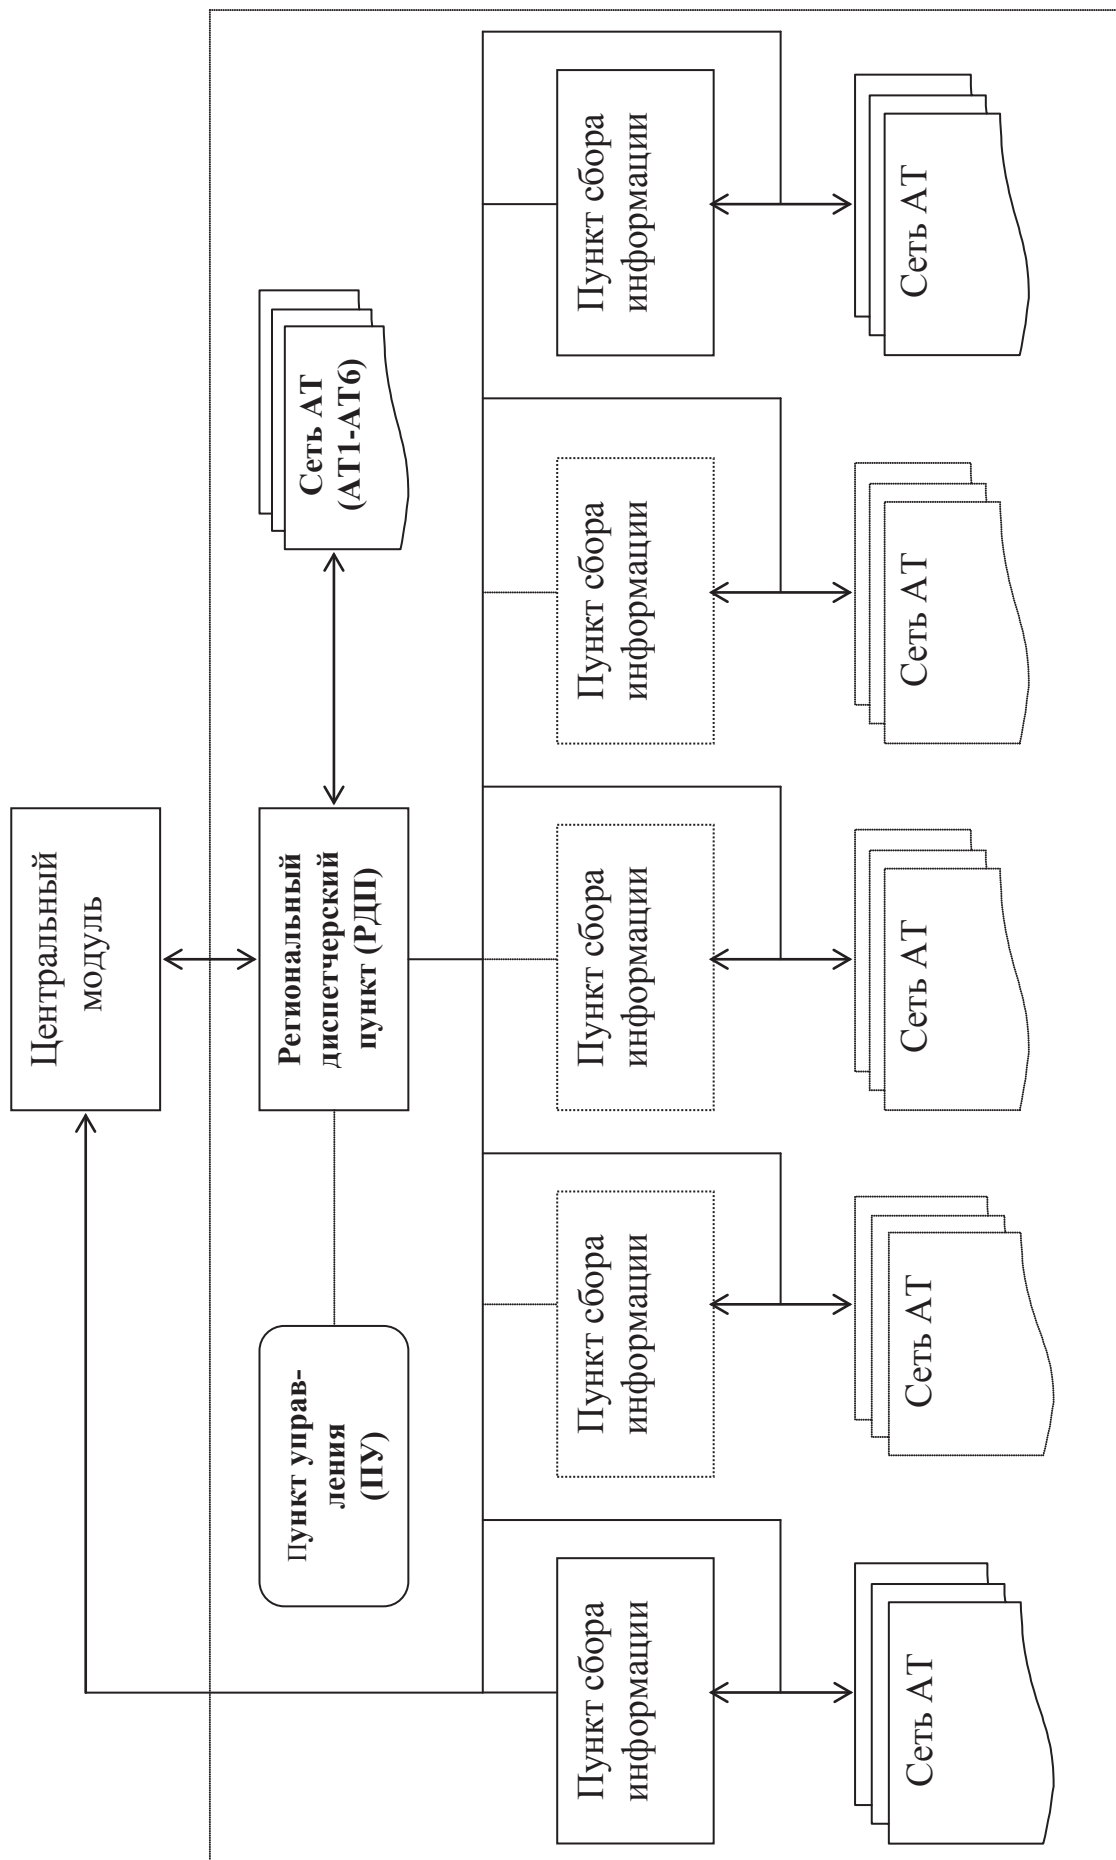 Центральный
модуль
Пункт управ-
ления
(ПУ)
Региональный
диспетчерский
пункт (РДП)
Сеть АТ
(АТ1-АТ6)
Пункт сбора
информации
Пункт сбора
информации
Пункт сбора
информации
Пункт сбора
информации
Пункт сбора
информации
Сеть АТ
Сеть АТ
Сеть АТ
Сеть АТ
Сеть АТ